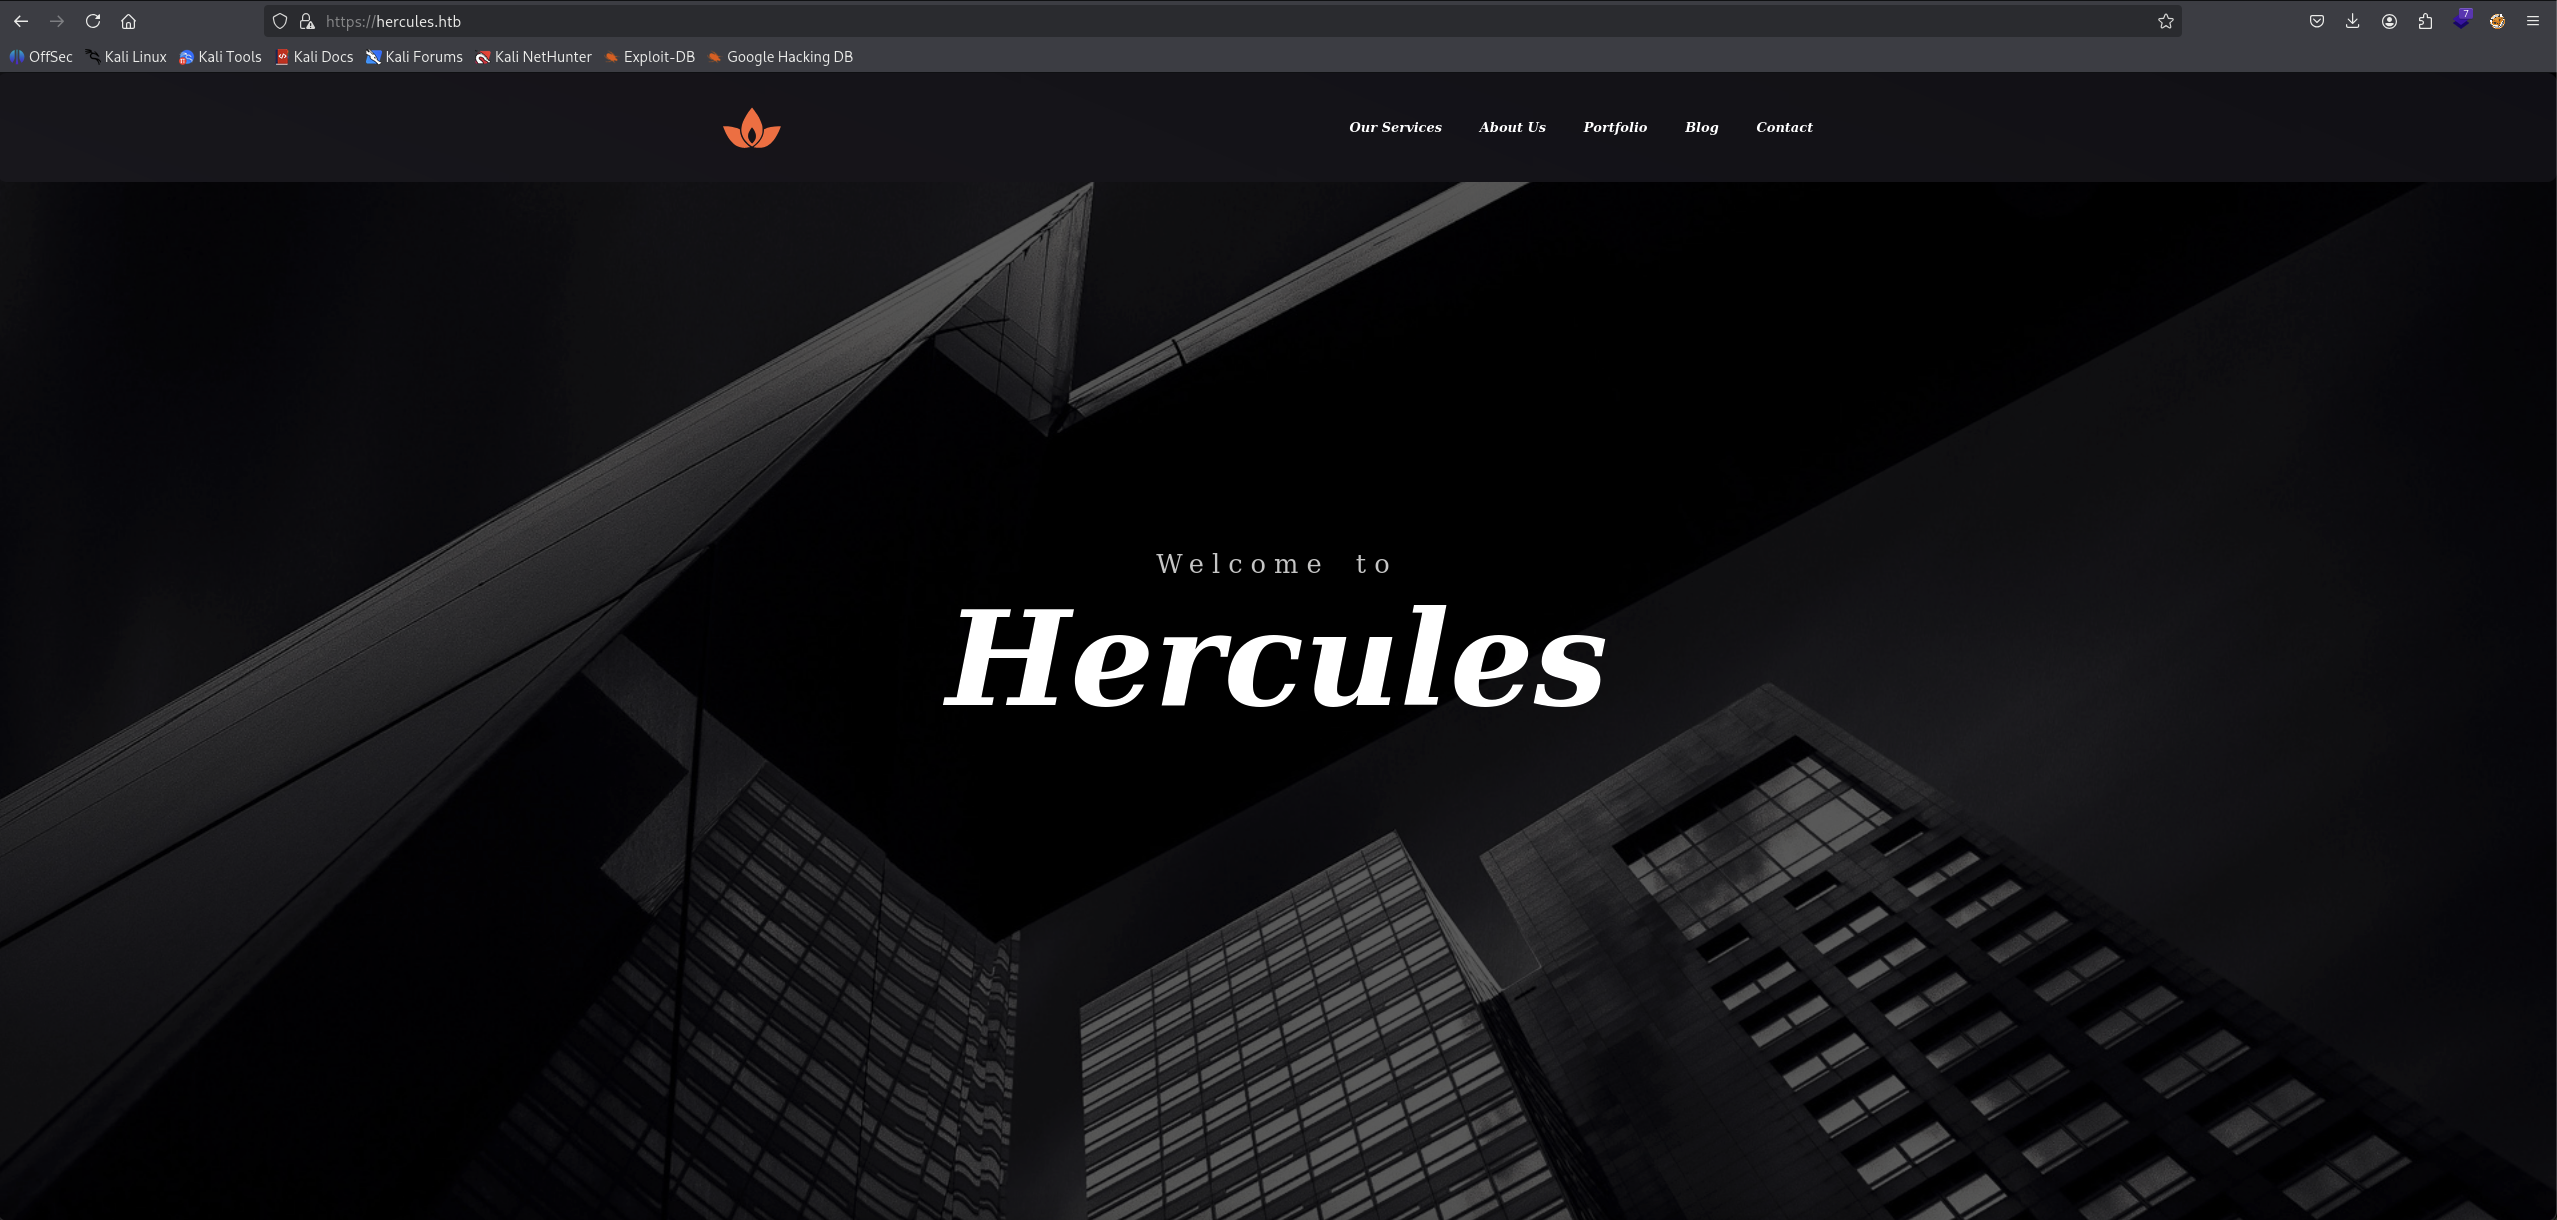 https://hercules.htb
7
OffSec Kali Linux Kali Tools Kali Docs Kali Forums Kali NetHunter Exploit-DB Google Hacking DB
Our Services About Us Portfolio Blog Contact
Welcome to
Hercules